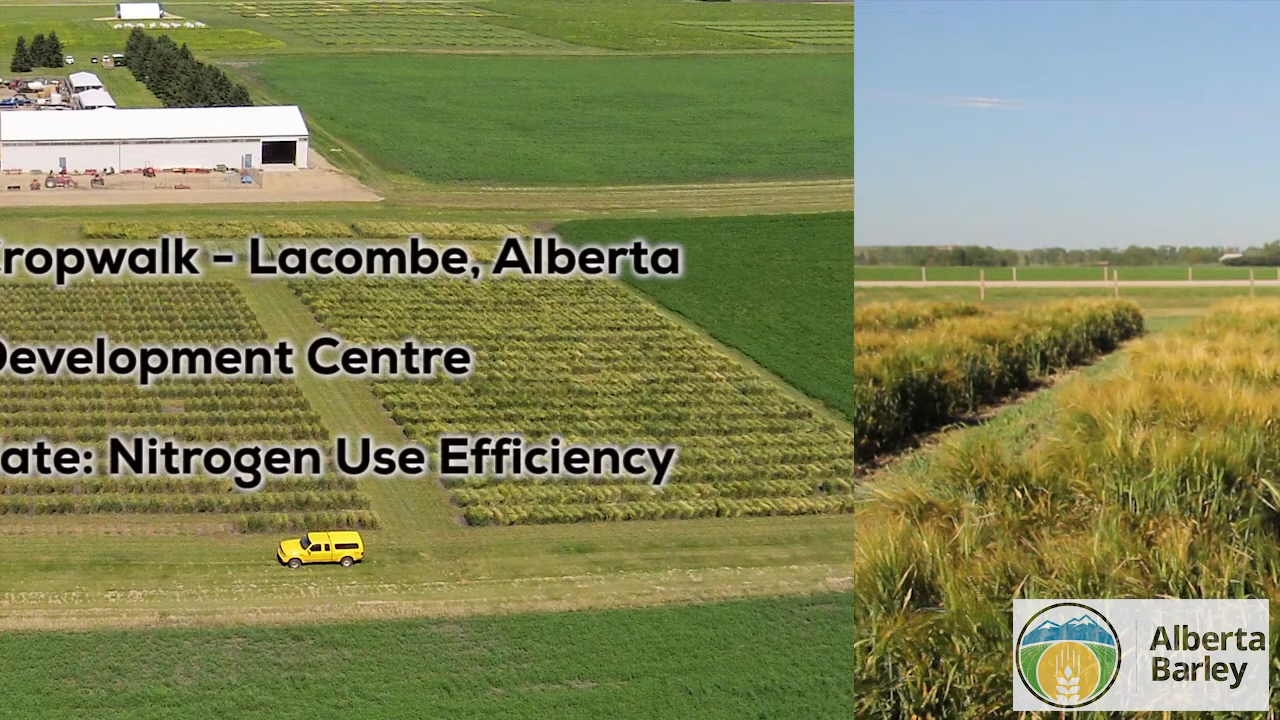 ropwalk - Lacombe, Alberta
Development Centre
ate: Nitrogen Use Efficiency
Alberta
Barley